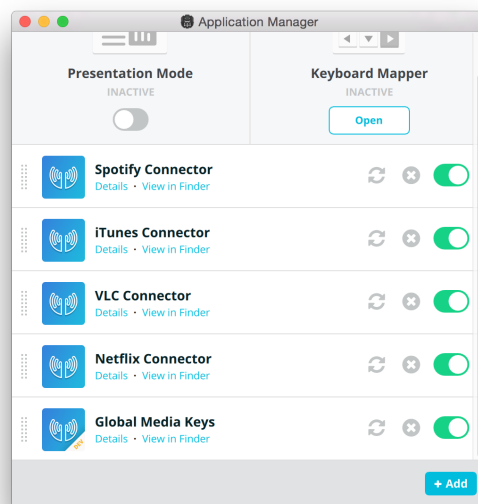 Application Manager
Presentation Mode
INACTIVE
Keyboard Mapper
INACTIVE
Open
Spotify Connector
Details · View in Finder
iTunes Connector
Details · View in Finder
VLC Connector
Details · View in Finder
Netflix Connector
Details · View in Finder
Global Media Keys
Details · View in Finder
DEV
+ Add